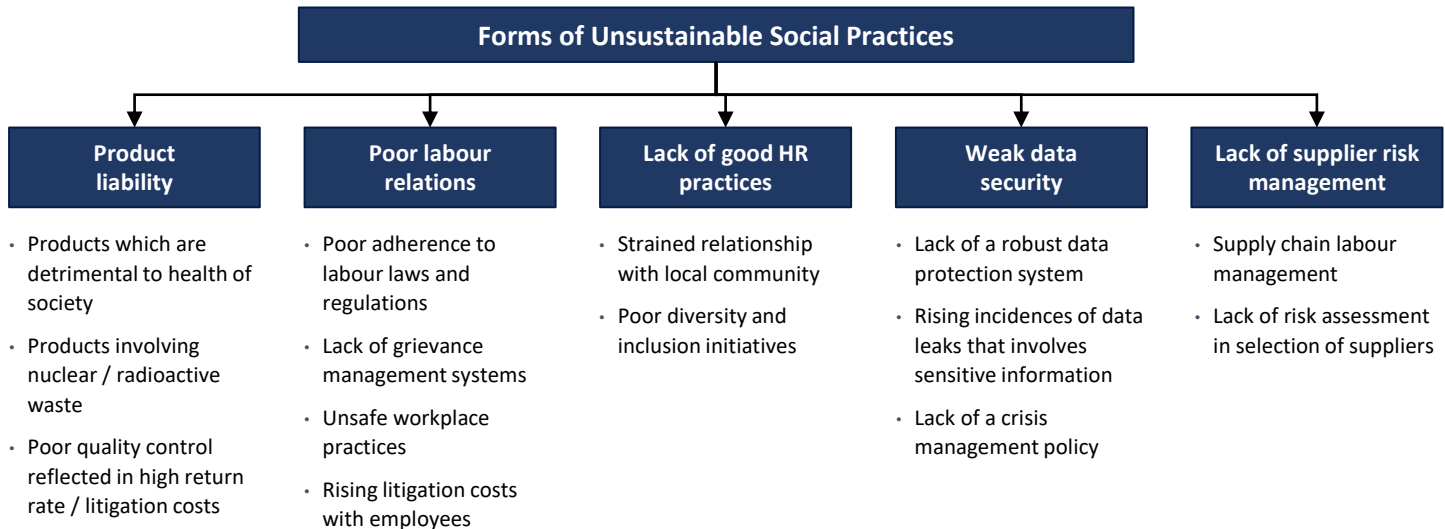 Forms of Unsustainable Social Practices
Product
liability
• Products which are
detrimental to health of
society
• Products involving
nuclear / radioactive
waste
• Poor quality control
reflected in high return
rate / litigation costs
Poor labour
relations
• Poor adherence to
labour laws and
regulations
• Lack of grievance
management systems
• Unsafe workplace
practices
• Rising litigation costs
with employees
Lack of good HR
practices
• Strained relationship
with local community
• Poor diversity and
inclusion initiatives
Weak data
security
• Lack of a robust data
protection system
• Rising incidences of data
leaks that involves
sensitive information
• Lack of a crisis
management policy
Lack of supplier risk
management
• Supply chain labour
management
• Lack of risk assessment
in selection of suppliers